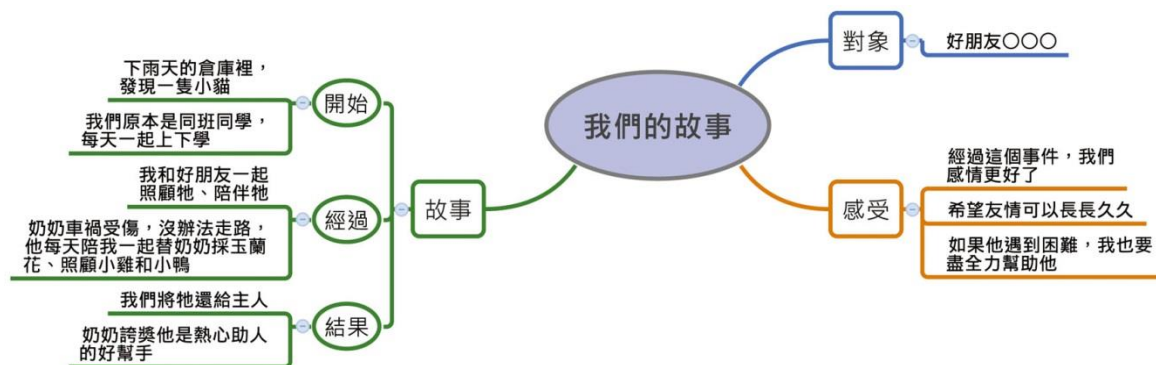 我們的故事
對象
好朋友〇〇〇
感受
經過這個事件，我們
感情更好了
希望友情可以長長久久
如果他遇到困難，我也要
盡全力幫助他
故事
開始
下雨天的倉庫裡，
發現一隻小貓
我們原本是同班同學，
每天一起上下學
經過
我和好朋友一起
照顧牠、陪伴牠
奶奶車禍受傷，沒辦法走路，
他每天陪我一起替奶奶採玉蘭
花、照顧小雞和小鴨
結果
我們將牠還給主人
奶奶誇獎他是熱心助人
的好幫手